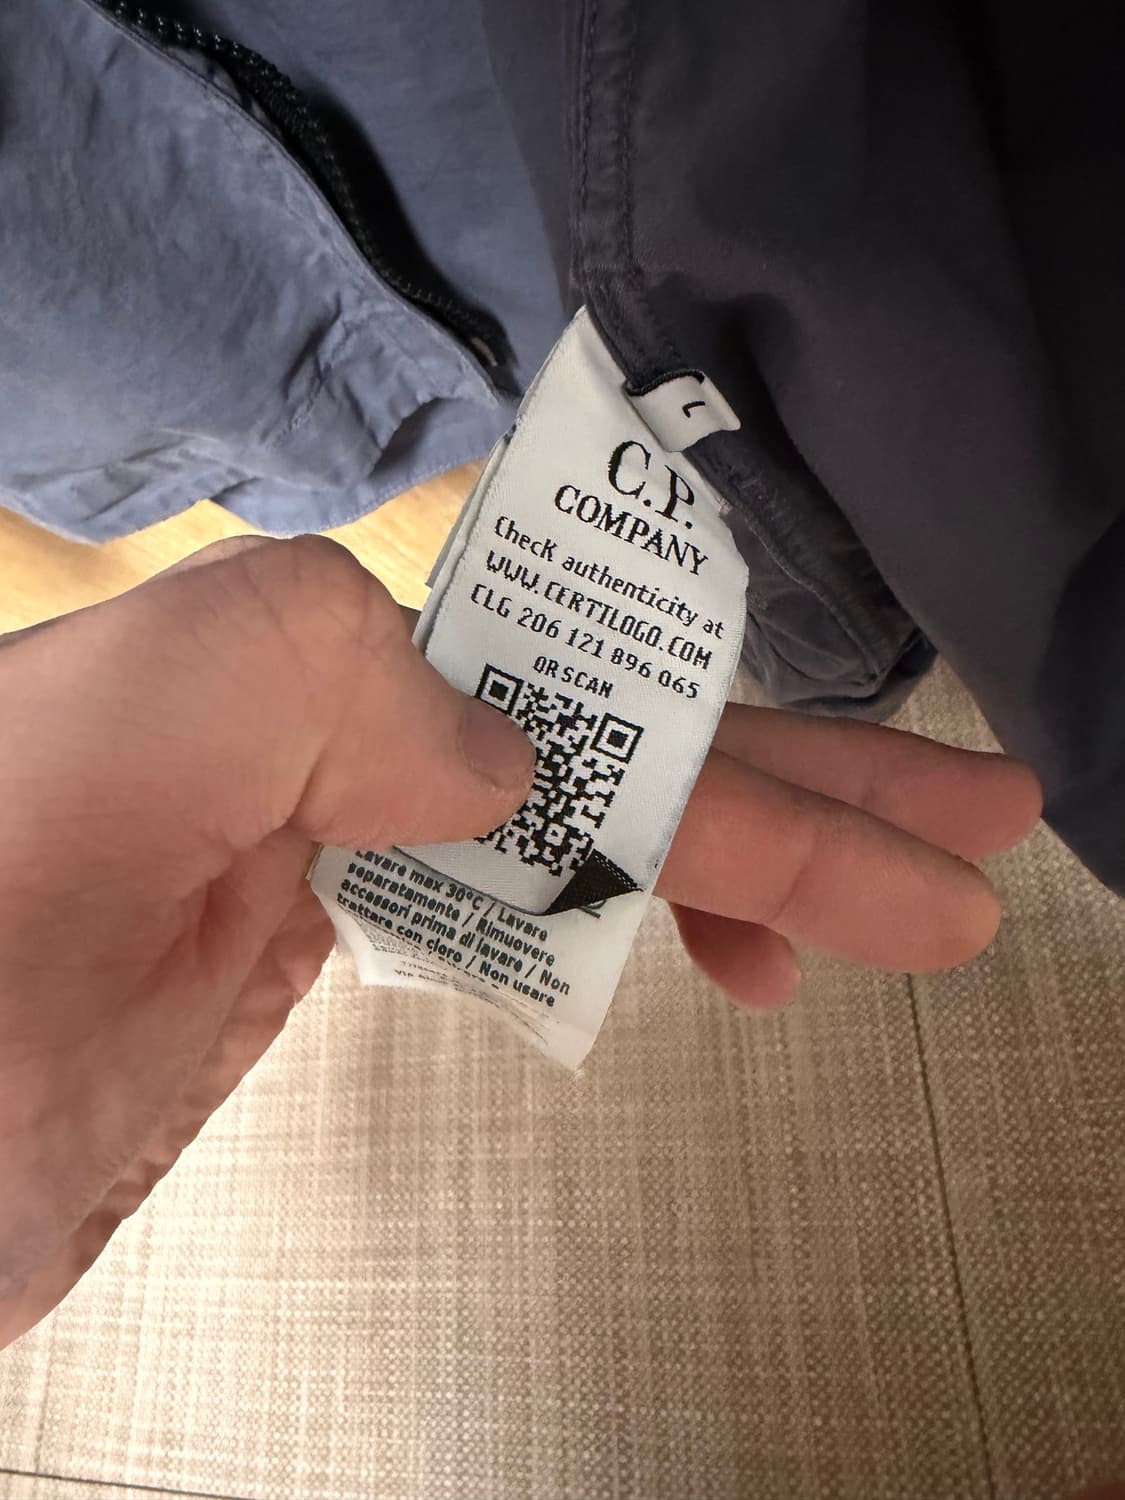 L
C.P.
COMPANY
Check authenticity at
WWW.CERTILOGO.COM
CLG 206 121 896 065
OR SCAN
Lavare max 30°C / Lavare
separatamente / Rimuovere
accessori prima di lavare / Non
trattare con cloro / Non usare